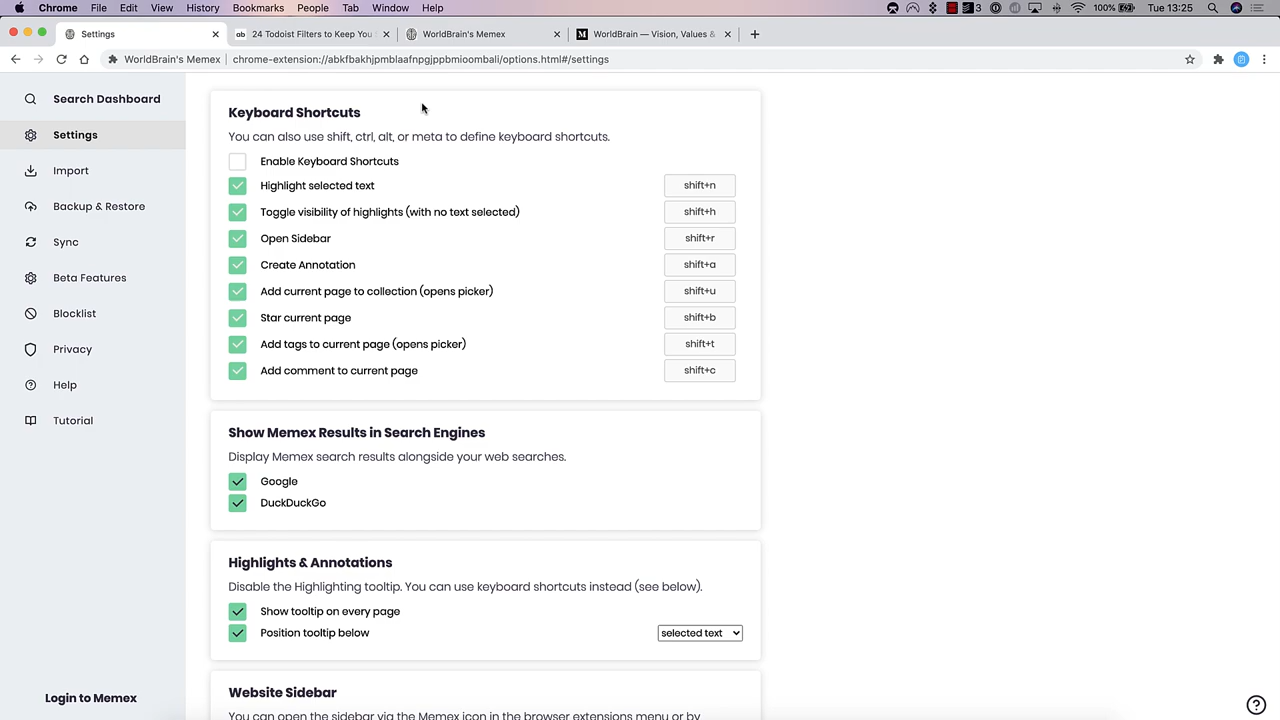 Chrome File Edit View History Bookmarks People Tab Window Help 3 100% Tue 13:25
Settings 24 Todoist Filters to Keep You WorldBrain's Memex WorldBrain — Vision, Values &
WorldBrain's Memex chrome-extension://abkfbakhjpmblaafnpgjppbmioombali/options.html#/settings
Search Dashboard
Settings
Import
Backup & Restore
Sync
Beta Features
Blocklist
Privacy
Help
Tutorial
Login to Memex
Keyboard Shortcuts
You can also use shift, ctrl, alt, or meta to define keyboard shortcuts.
Enable Keyboard Shortcuts
Highlight selected text shift+n
Toggle visibility of highlights (with no text selected) shift+h
Open Sidebar shift+r
Create Annotation shift+a
Add current page to collection (opens picker) shift+u
Star current page shift+b
Add tags to current page (opens picker) shift+t
Add comment to current page shift+c
Show Memex Results in Search Engines
Display Memex search results alongside your web searches.
Google
DuckDuckGo
Highlights & Annotations
Disable the Highlighting tooltip. You can use keyboard shortcuts instead (see below).
Show tooltip on every page
Position tooltip below selected text
Website Sidebar
You can open the sidebar via the Memex icon in the browser extensions menu or by